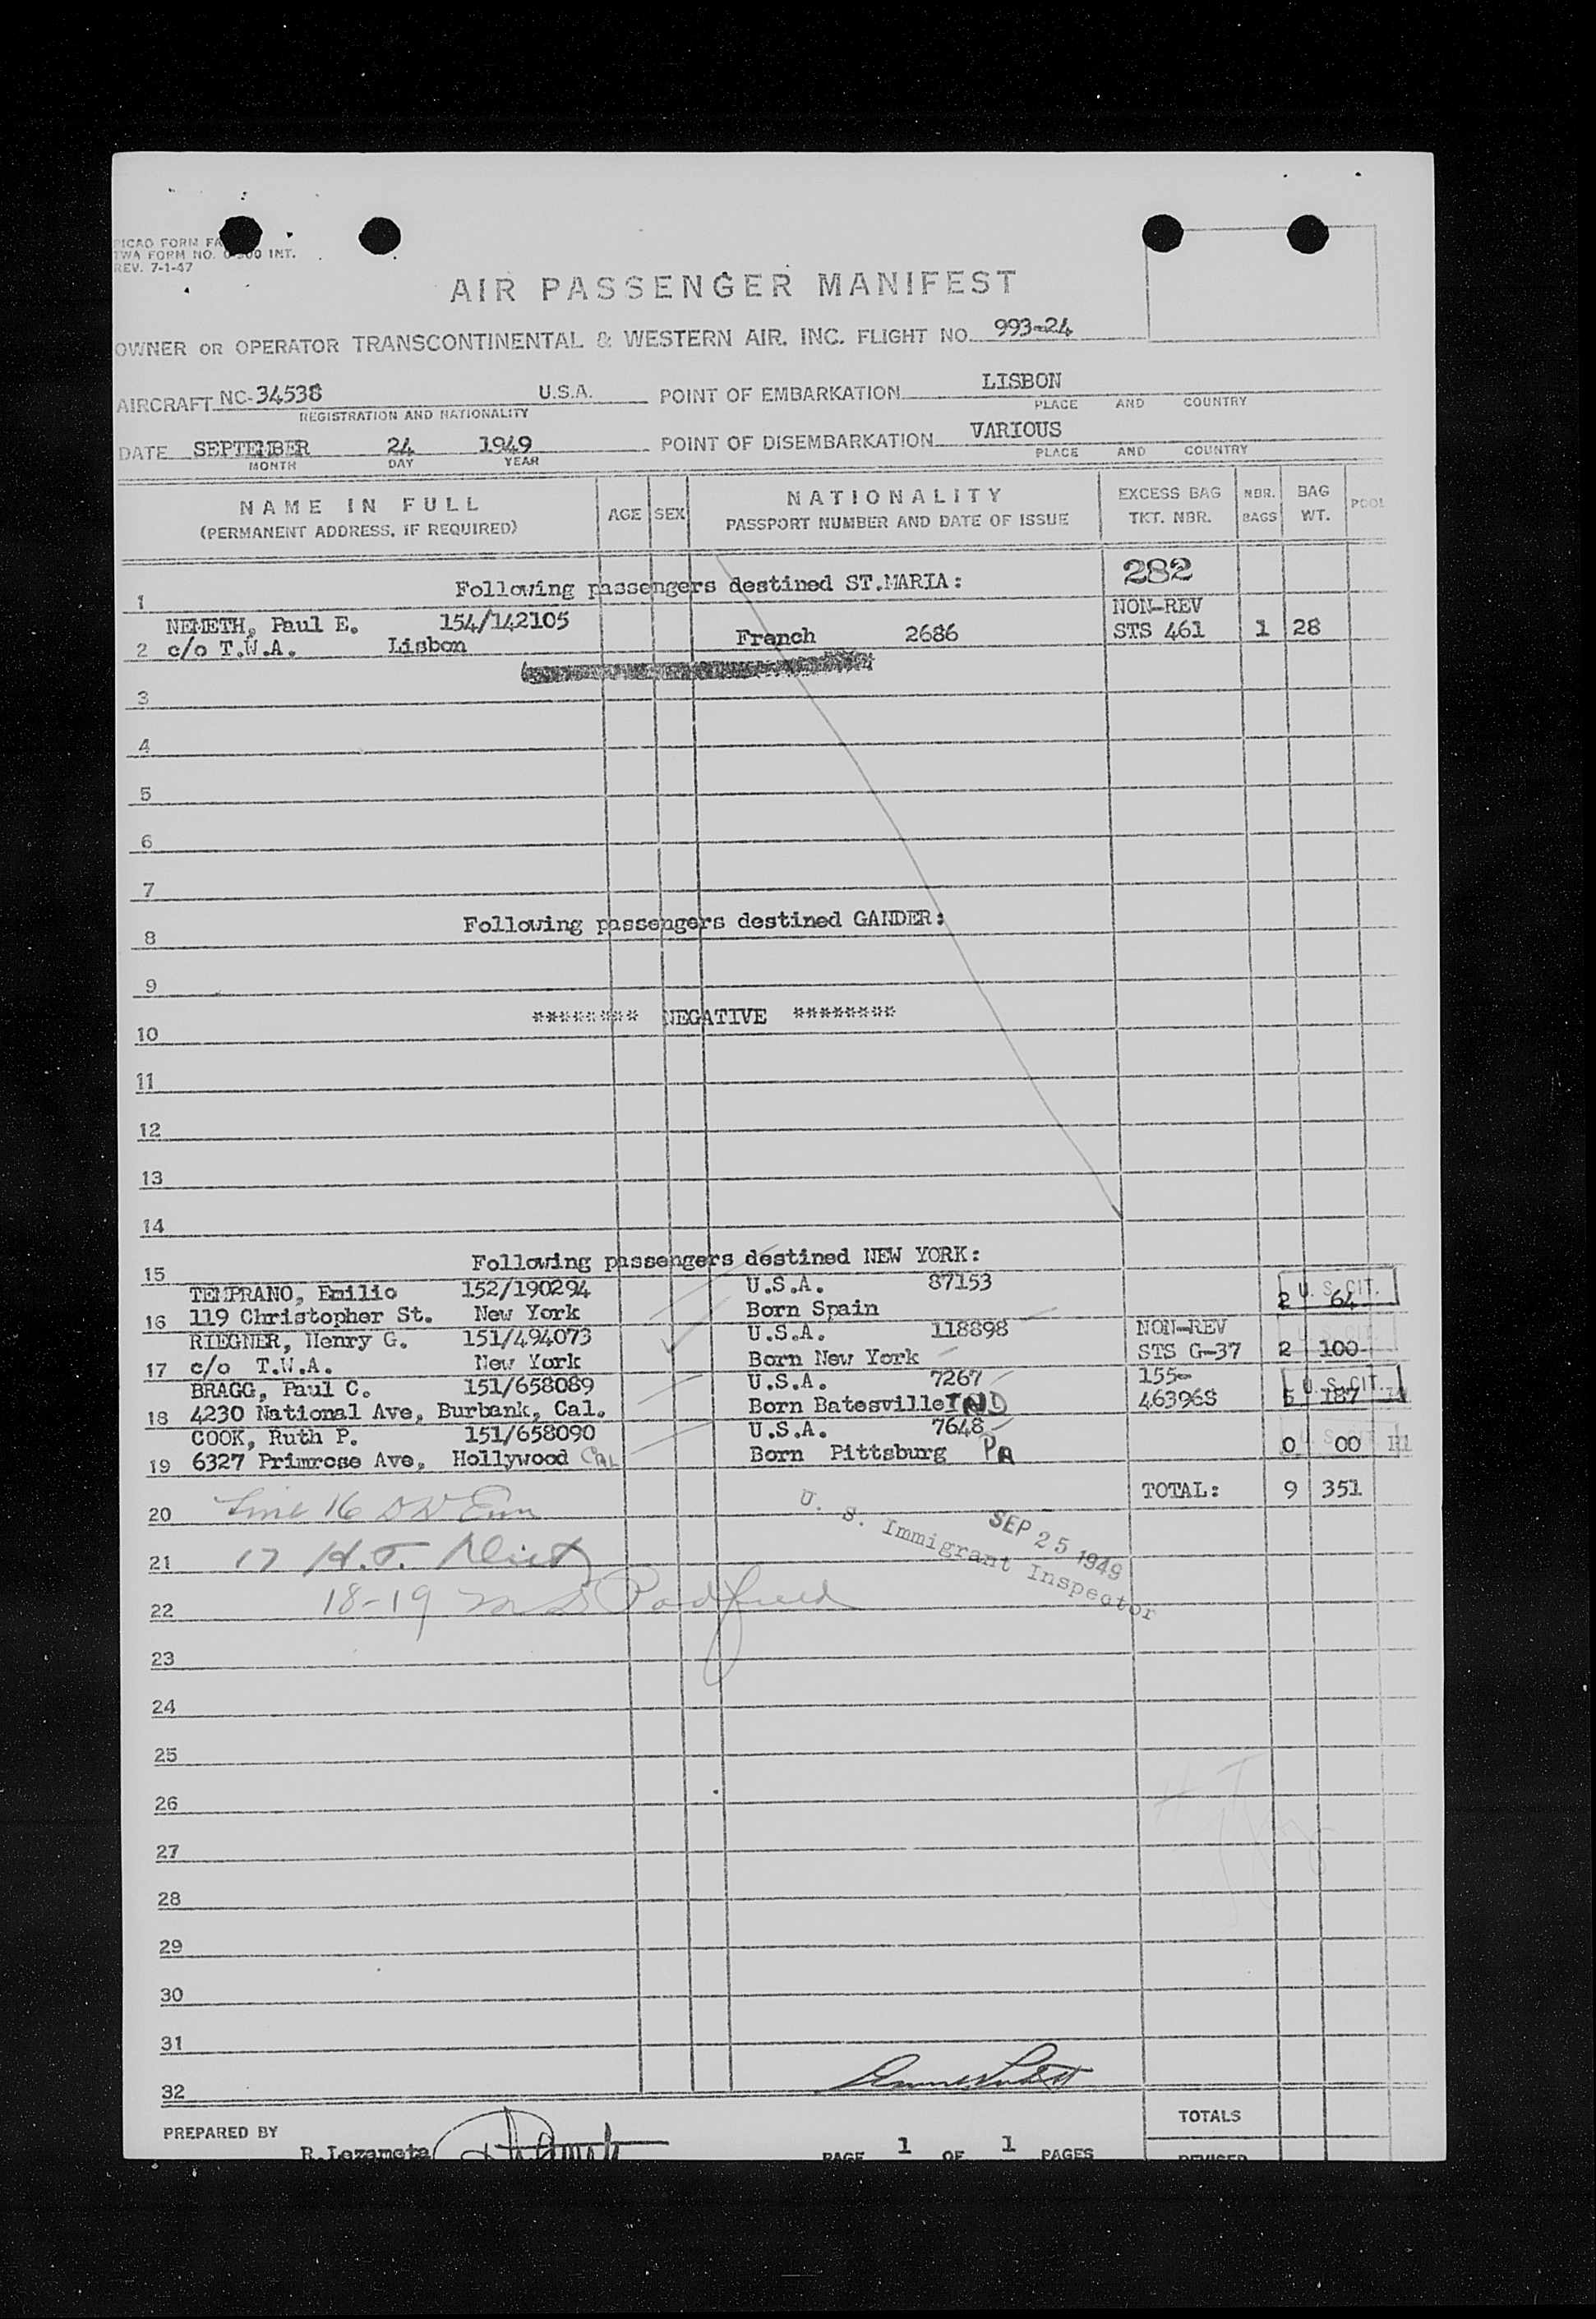 PICAO FORM
TWA FORM NO. INT.
REV. 7-1-47
AIR PASSENGER MANIFEST
OWNER OR OPERATOR TRANSCONTINENTAL & WESTERN AIR. INC. FLIGHT NO. 993-24
AIRCRAFT NC-34538 U.S.A. POINT OF EMBARKATION LISBON
REGISTRATION AND NATIONALITY PLACE AND COUNTRY
DATE SEPTEMBER 24 1949 POINT OF DISEMBARKATION VARIOUS
MONTH DAY YEAR PLACE AND COUNTRY
NAME IN FULL AGE SEX NATIONALITY EXCESS BAG NBR. BAG POOL
(PERMANENT ADDRESS, IF REQUIRED) PASSPORT NUMBER AND DATE OF ISSUE TKT. NBR. BAGS WT.
282
1 Following passengers destined ST.MARIA:
NEMETH, Paul E. 154/142105 NON-REV
2 c/o T.W.A. Lisbon French 2686 STS 461 1 28
3
4
5
6
7
8 Following passengers destined GANDER:
9
10 ******** NEGATIVE ********
11
12
13
14
15 Following passengers destined NEW YORK:
TEMPRANO, Emilio 152/190294 U.S.A. 87153 U. S. CIT.
16 119 Christopher St. New York Born Spain 2 64
RIEGNER, Henry G. 151/494073 U.S.A. 118898 NON-REV
17 c/o T.W.A. New York Born New York STS G-37 2 100
BRAGG, Paul C. 151/658089 U.S.A. 7267 155- U. S. CIT.
18 4230 National Ave, Burbank, Cal. Born Batesville IND 463968 5 187
COOK, Ruth P. 151/658090 U.S.A. 7648
19 6327 Primrose Ave, Hollywood CAL Born Pittsburg PA 0 00
TOTAL: 9 351
20 Line 16
21 17 H.T.
22 18-19
U. S. Immigrant Inspector
SEP 25 1949
23
24
25
26
27
28
29
30
31
32
TOTALS
PREPARED BY
R.Lezameta PAGE 1 OF 1 PAGES REVISED